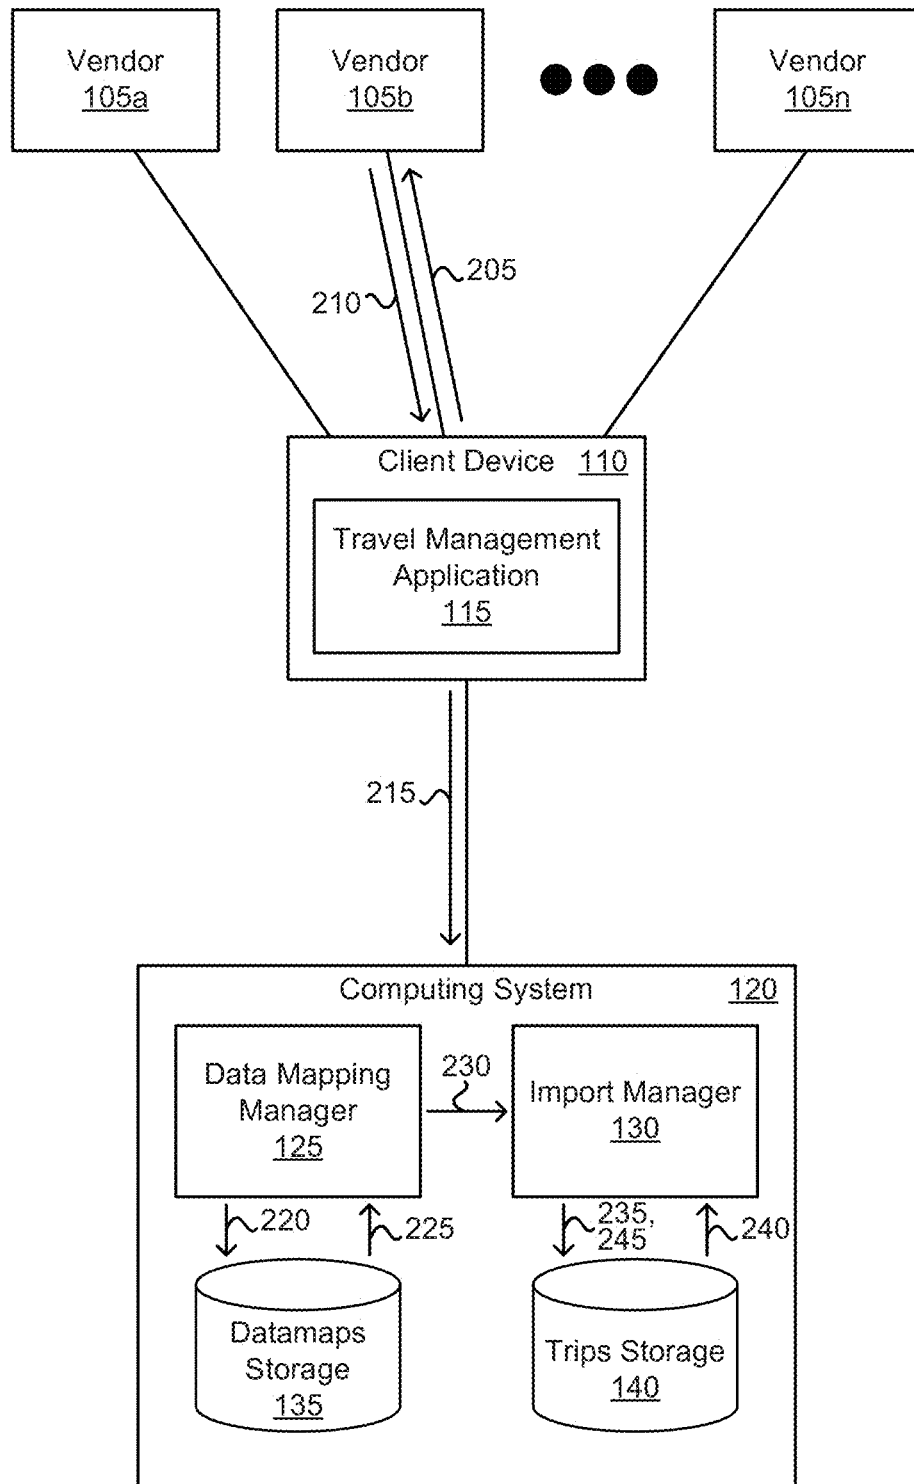 Vendor
105a
Vendor
105b
Vendor
105n
210
205
Client Device 110
Travel Management
Application
115
215
Computing System 120
Data Mapping
Manager
125
230
Import Manager
130
220
225
235,
245
240
Datamaps
Storage
135
Trips Storage
140